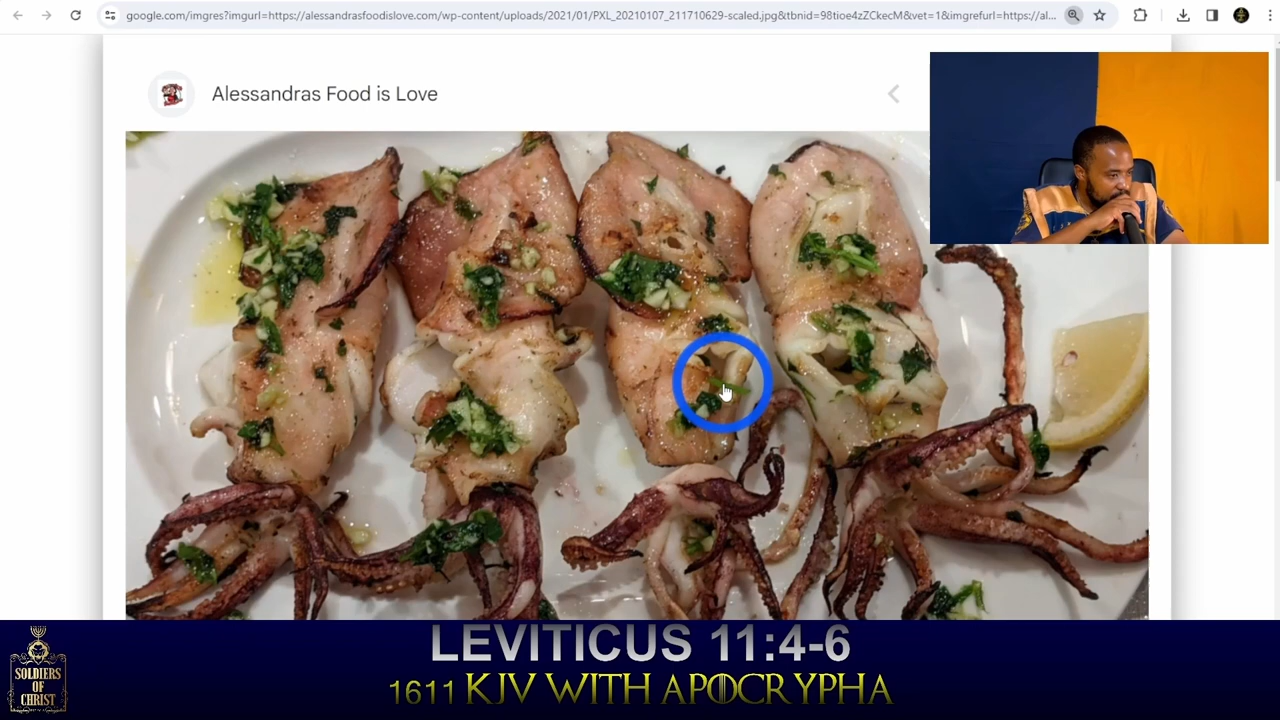 google.com/imgres?imgurl=https://alessandrasfoodislove.com/wp-content/uploads/2021/01/PXL_20210107_211710629-scaled.jpg&tbnid=98tioe4zZCkecM&vet=1&imgrefurl=https://al...
Alessandras Food is Love
LEVITICUS 11:4-6
1611 KJV WITH APOCRYPHA
SOLDIERS
OF
CHRIST